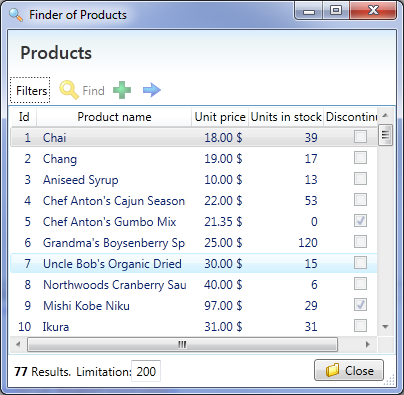 Finder of Products
Products
Filters Find
Id Product name Unit price Units in stock Discontinu
1 Chai 18.00 $ 39
2 Chang 19.00 $ 17
3 Aniseed Syrup 10.00 $ 13
4 Chef Anton's Cajun Season 22.00 $ 53
5 Chef Anton's Gumbo Mix 21.35 $ 0
6 Grandma's Boysenberry Sp 25.00 $ 120
7 Uncle Bob's Organic Dried 30.00 $ 15
8 Northwoods Cranberry Sau 40.00 $ 6
9 Mishi Kobe Niku 97.00 $ 29
10 Ikura 31.00 $ 31
77 Results. Limitation: 200 Close